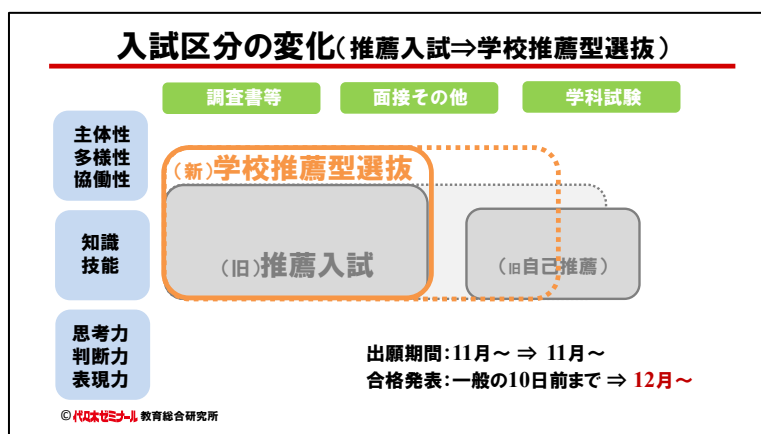 入試区分の変化(推薦入試⇒学校推薦型選抜)
調査書等 面接その他 学科試験
主体性
多様性
協働性
(新)学校推薦型選抜
知識
技能
(旧)推薦入試
(旧自己推薦)
思考力
判断力
表現力
出願期間:11月～ ⇒ 11月～
合格発表:一般の10日前まで ⇒ 12月～
©代々木ゼミナール 教育総合研究所